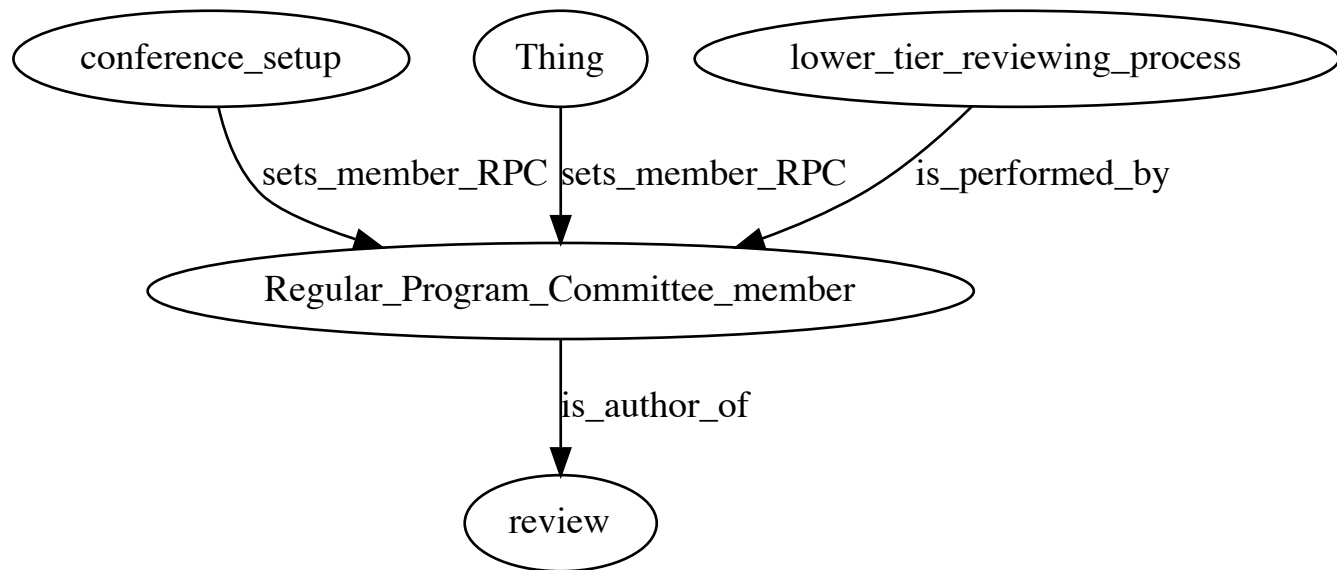 conference_setup
Thing
lower_tier_reviewing_process
sets_member_RPC
sets_member_RPC
is_performed_by
Regular_Program_Committee_member
is_author_of
review